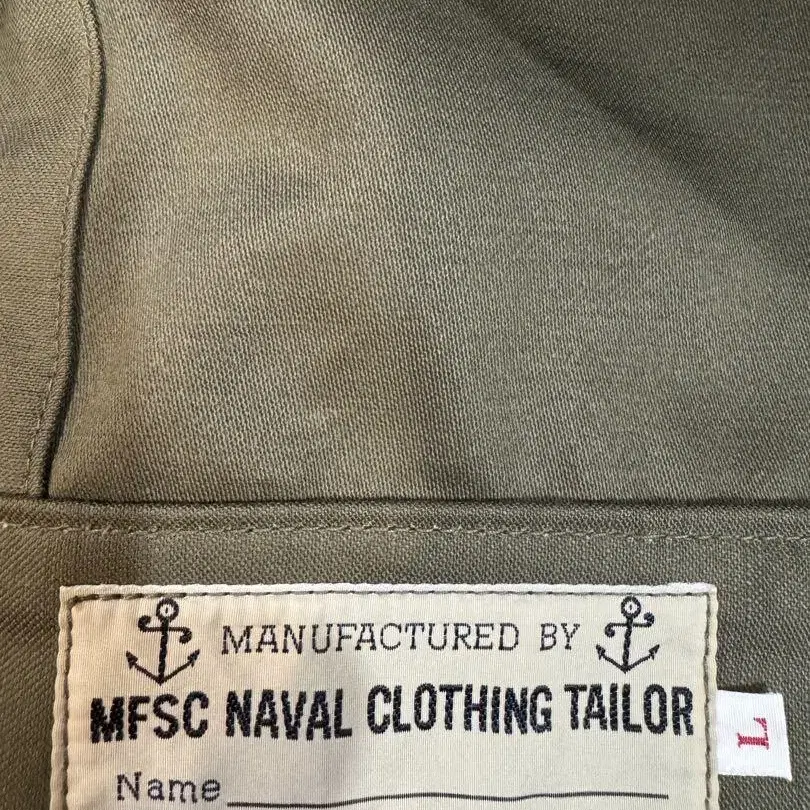 MANUFACTURED BY
MFSC NAVAL CLOTHING TAILOR
L
Name